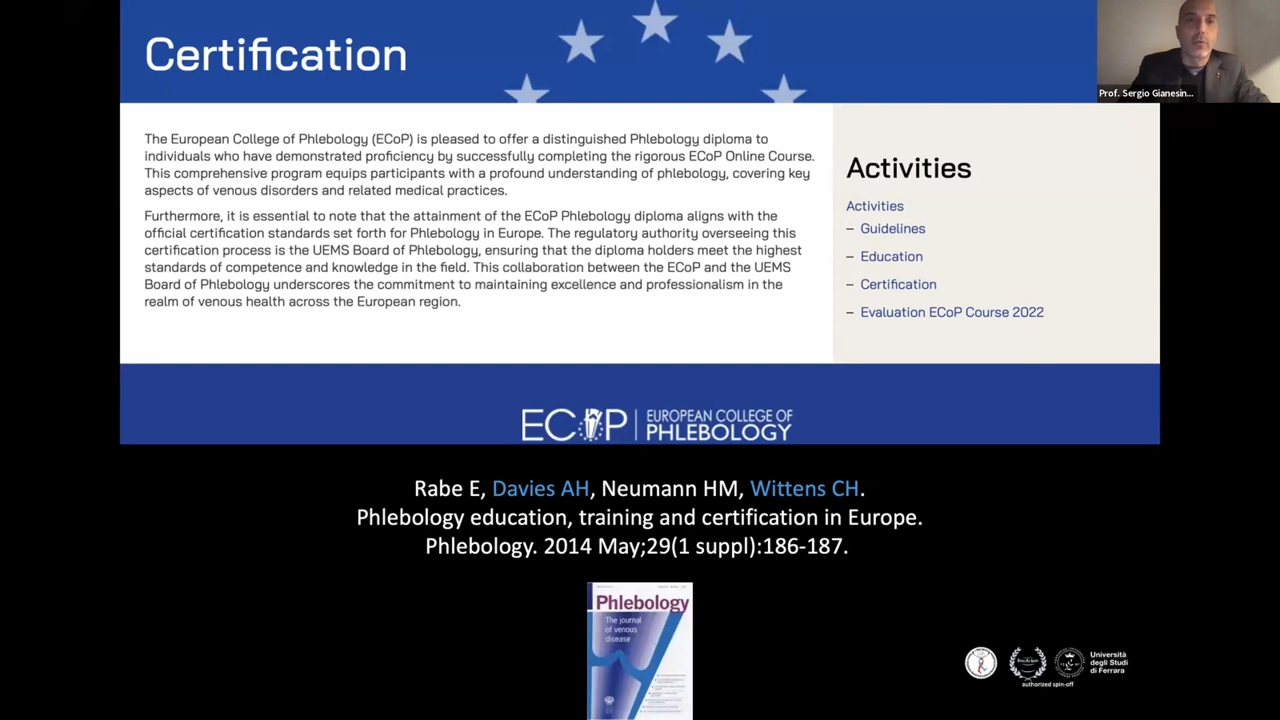 Certification
Prof. Sergio Gianesin...
The European College of Phlebology (ECoP) is pleased to offer a distinguished Phlebology diploma to
individuals who have demonstrated proficiency by successfully completing the rigorous ECoP Online Course.
This comprehensive program equips participants with a profound understanding of phlebology, covering key
aspects of venous disorders and related medical practices.
Furthermore, it is essential to note that the attainment of the ECoP Phlebology diploma aligns with the
official certification standards set forth for Phlebology in Europe. The regulatory authority overseeing this
certification process is the UEMS Board of Phlebology, ensuring that the diploma holders meet the highest
standards of competence and knowledge in the field. This collaboration between the ECoP and the UEMS
Board of Phlebology underscores the commitment to maintaining excellence and professionalism in the
realm of venous health across the European region.
Activities
Activities
– Guidelines
– Education
– Certification
– Evaluation ECoP Course 2022
ECoP
EUROPEAN COLLEGE OF
PHLEBOLOGY
Rabe E, Davies AH, Neumann HM, Wittens CH.
Phlebology education, training and certification in Europe.
Phlebology. 2014 May;29(1 suppl):186-187.
Phlebology
The journal
of venous
disease
Università
degli Studi
di Ferrara
authorized spin-off